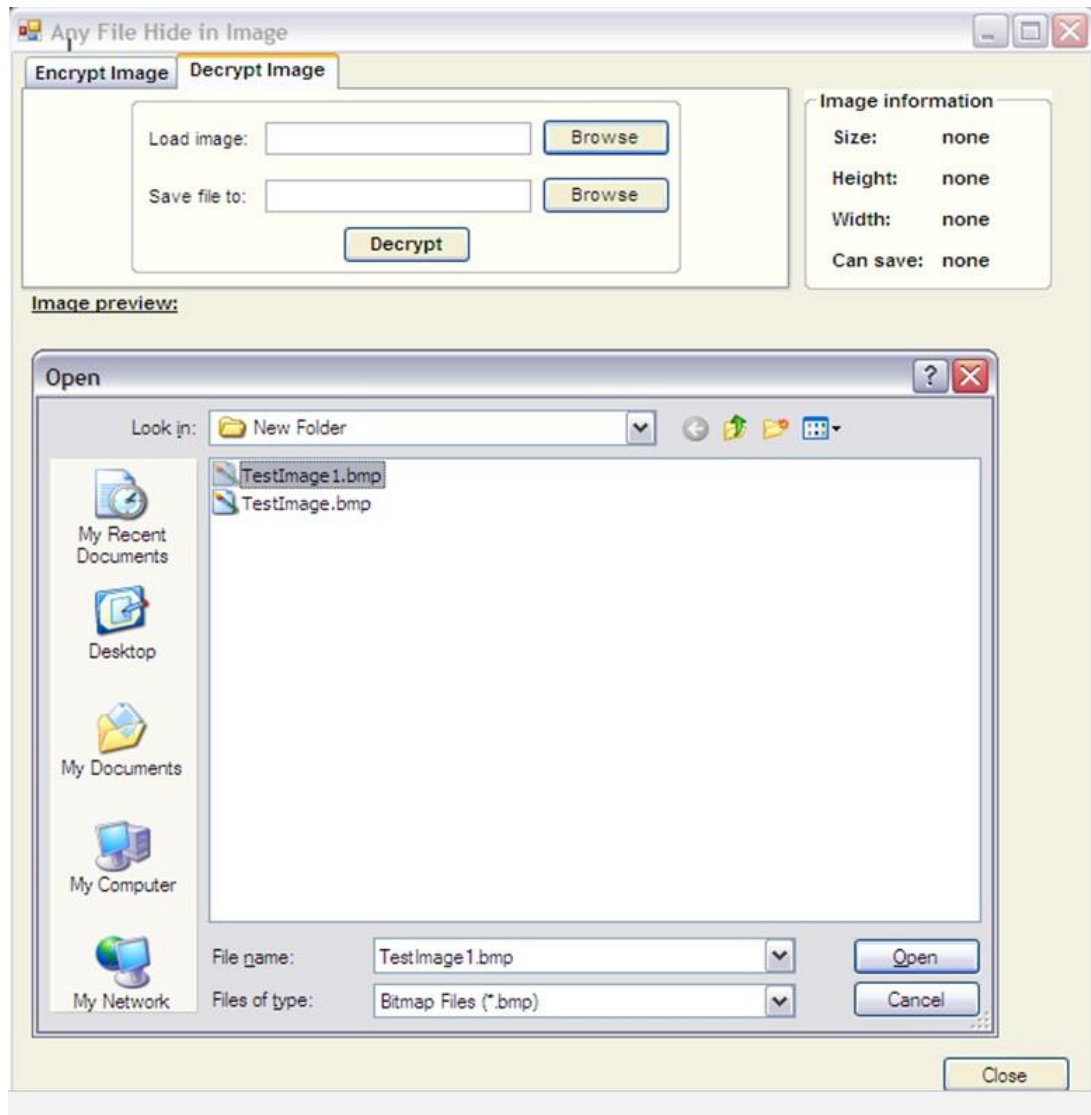 Any File Hide in Image
Encrypt Image Decrypt Image
Load image: Browse
Save file to: Browse
Decrypt
Image information
Size: none
Height: none
Width: none
Can save: none
Image preview:
Open
Look in: New Folder
TestImage1.bmp
TestImage.bmp
My Recent
Documents
Desktop
My Documents
My Computer
My Network
File name: TestImage1.bmp Open
Files of type: Bitmap Files (*.bmp) Cancel
Close